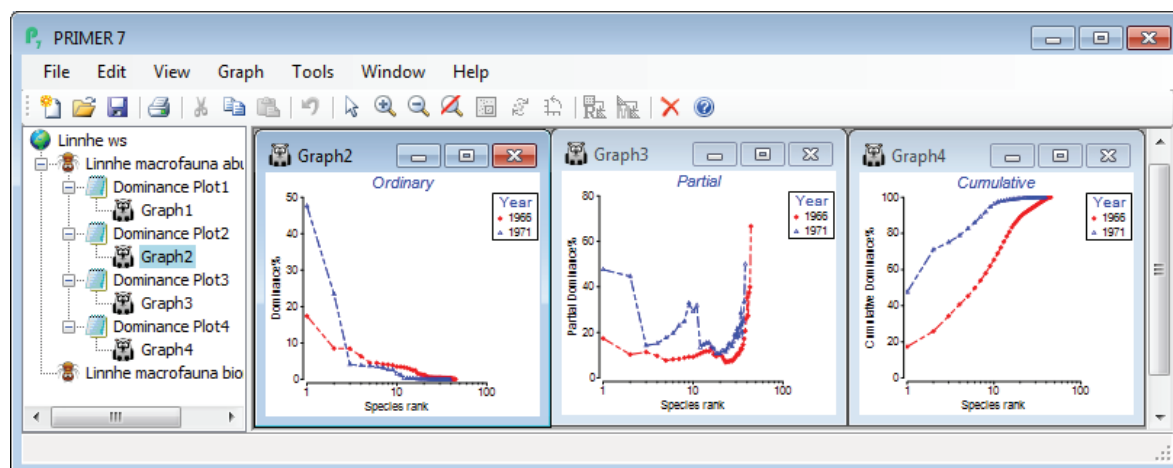 PRIMER 7
File Edit View Graph Tools Window Help
Linnhe ws
Linnhe macrofauna abu
Dominance Plot1
Graph1
Dominance Plot2
Graph2
Dominance Plot3
Graph3
Dominance Plot4
Graph4
Linnhe macrofauna bio
Graph2
Ordinary
Year
1966
1971
Dominance%
50
40
30
20
10
0
1 10 100
Species rank
Graph3
Partial
Year
1966
1971
Partial Dominance%
80
60
40
20
0
1 10 100
Species rank
Graph4
Cumulative
Year
1966
1971
Cumulative Dominance%
100
80
60
40
20
0
1 10 100
Species rank